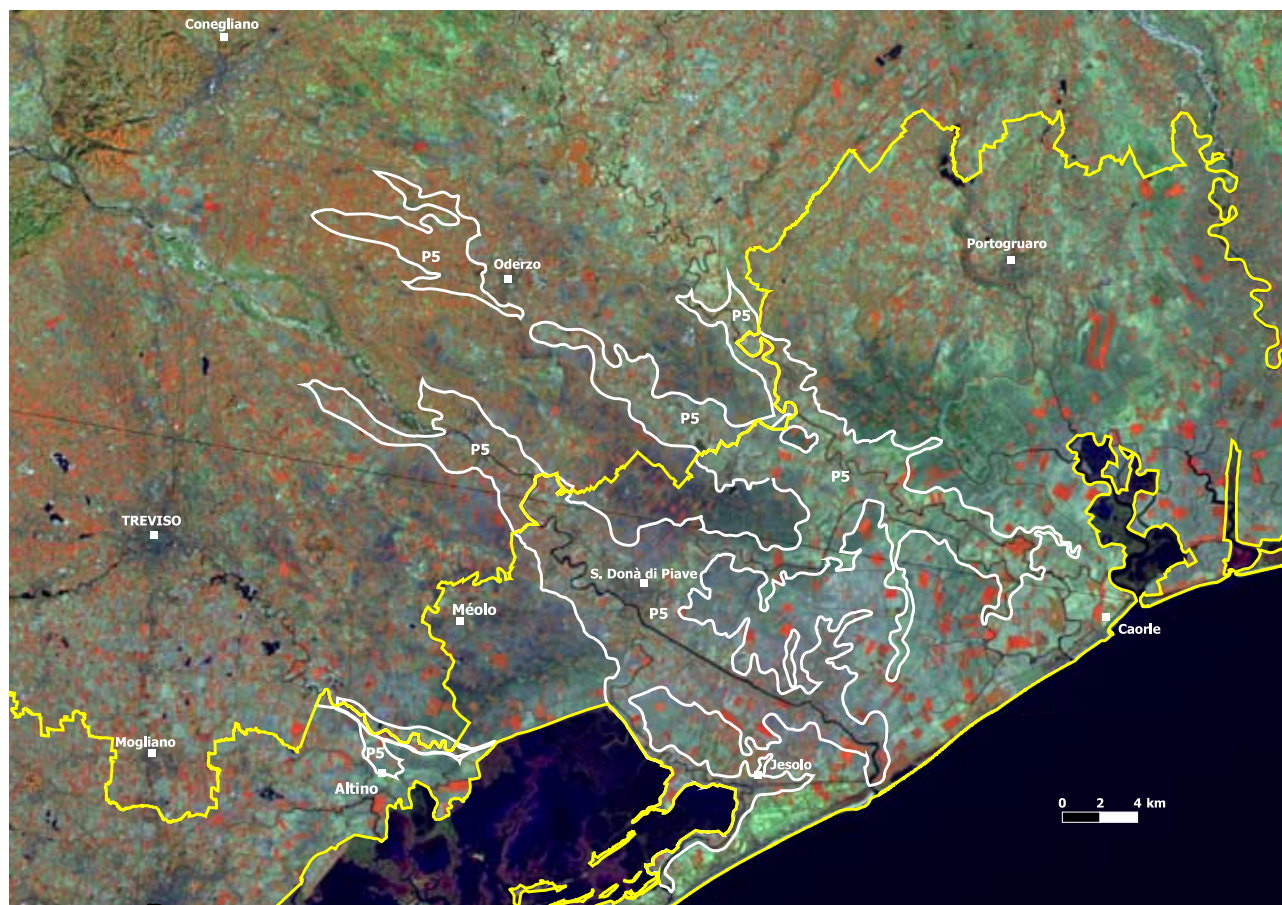 Conegliano
Portogruaro
P5
Oderzo
P5
P5
P5
P5
TREVISO
S. Donà di Piave
Méolo
P5
Caorle
Mogliano
P5
Jesolo
Altino
0 2 4 km